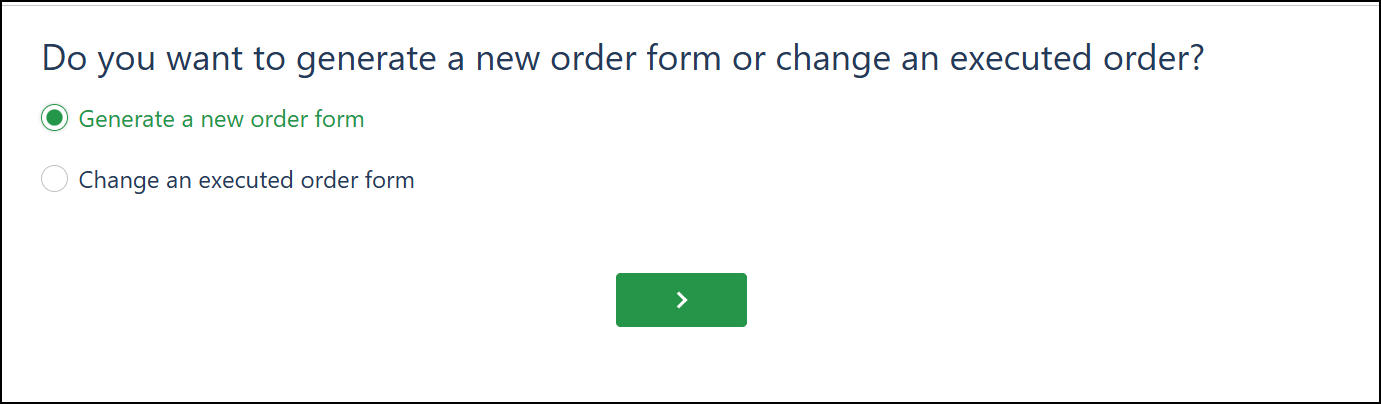 Do you want to generate a new order form or change an executed order?
Generate a new order form
Change an executed order form